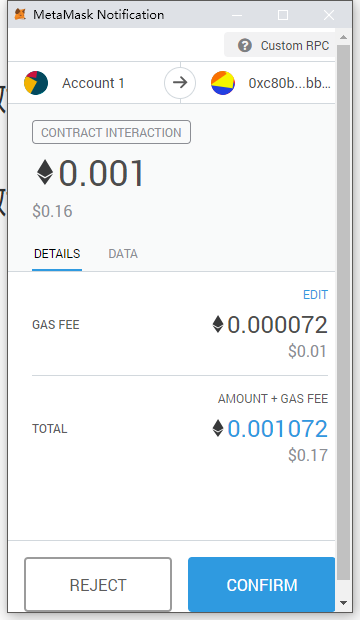 MetaMask Notification
Custom RPC
Account 1
0xc80b...bb...
CONTRACT INTERACTION
0.001
$0.16
DETAILS
DATA
EDIT
GAS FEE
0.000072
$0.01
AMOUNT + GAS FEE
TOTAL
0.001072
$0.17
REJECT
CONFIRM